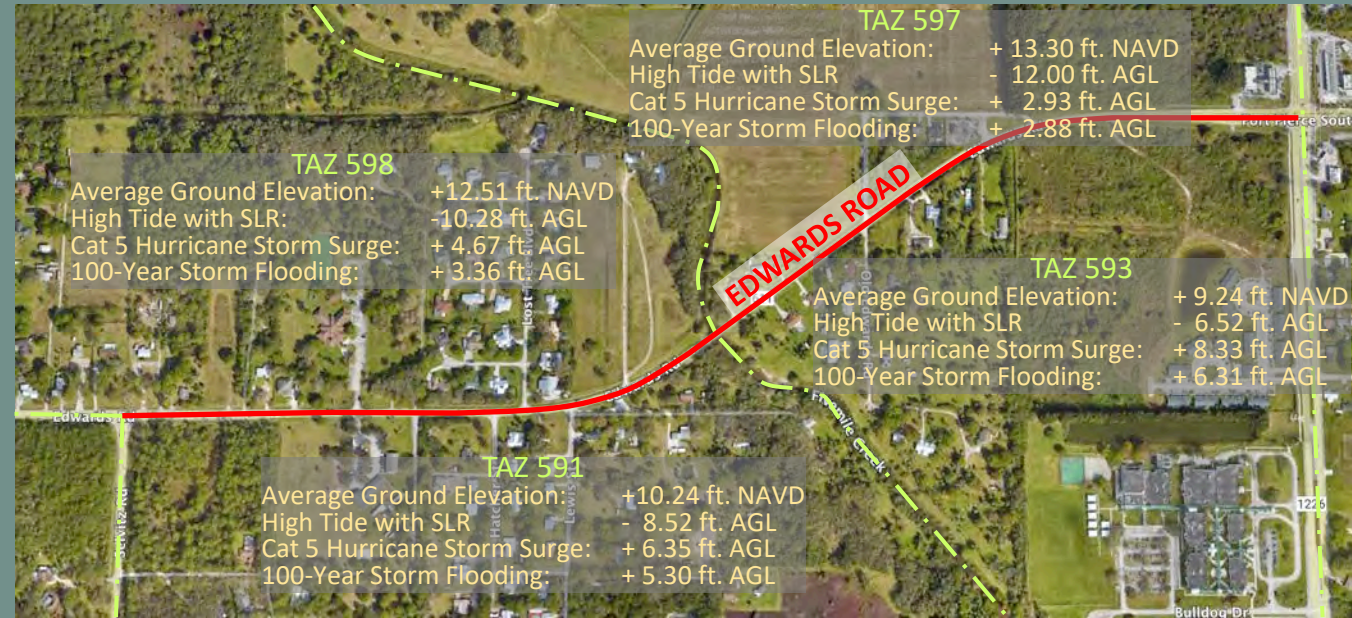 TAZ 597
Average Ground Elevation: + 13.30 ft. NAVD
High Tide with SLR - 12.00 ft. AGL
Cat 5 Hurricane Storm Surge: + 2.93 ft. AGL
100-Year Storm Flooding: + 2.88 ft. AGL
TAZ 598
Average Ground Elevation: +12.51 ft. NAVD
High Tide with SLR: -10.28 ft. AGL
Cat 5 Hurricane Storm Surge: + 4.67 ft. AGL
100-Year Storm Flooding: + 3.36 ft. AGL
EDWARDS ROAD
TAZ 593
Average Ground Elevation: + 9.24 ft. NAVD
High Tide with SLR - 6.52 ft. AGL
Cat 5 Hurricane Storm Surge: + 8.33 ft. AGL
100-Year Storm Flooding: + 6.31 ft. AGL
Edwards Rd
Fivemile Creek
TAZ 591
Average Ground Elevation: +10.24 ft. NAVD
High Tide with SLR - 8.52 ft. AGL
Cat 5 Hurricane Storm Surge: + 6.35 ft. AGL
100-Year Storm Flooding: + 5.30 ft. AGL
Selvitz Rd
Bulldog Dr